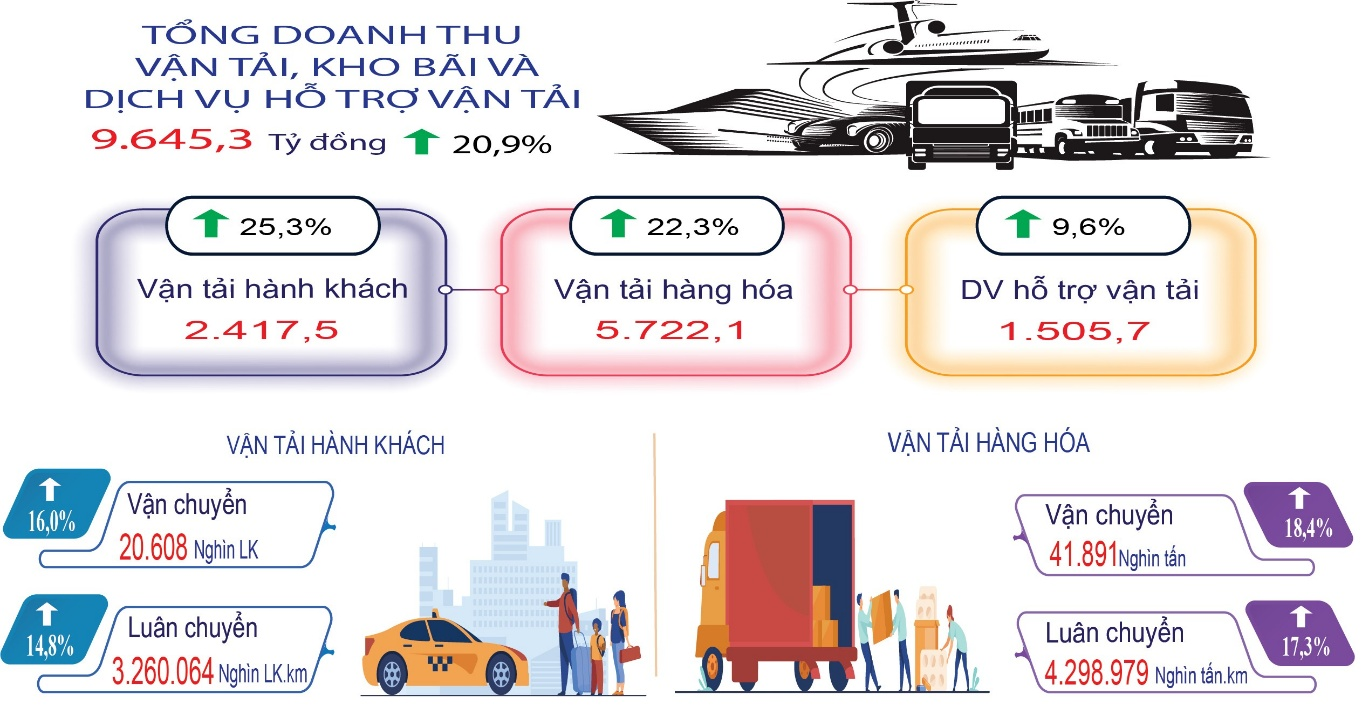 TỔNG DOANH THU
VẬN TẢI, KHO BÃI VÀ
DỊCH VỤ HỖ TRỢ VẬN TẢI
9.645,3 Tỷ đồng 20,9%
25,3%
Vận tải hành khách
2.417,5
22,3%
Vận tải hàng hóa
5.722,1
9,6%
DV hỗ trợ vận tải
1.505,7
VẬN TẢI HÀNH KHÁCH
16,0%
Vận chuyển
20.608 Nghìn LK
14,8%
Luân chuyển
3.260.064 Nghìn LK.km
VẬN TẢI HÀNG HÓA
Vận chuyển
41.891 Nghìn tấn
18,4%
Luân chuyển
4.298.979 Nghìn tấn.km
17,3%